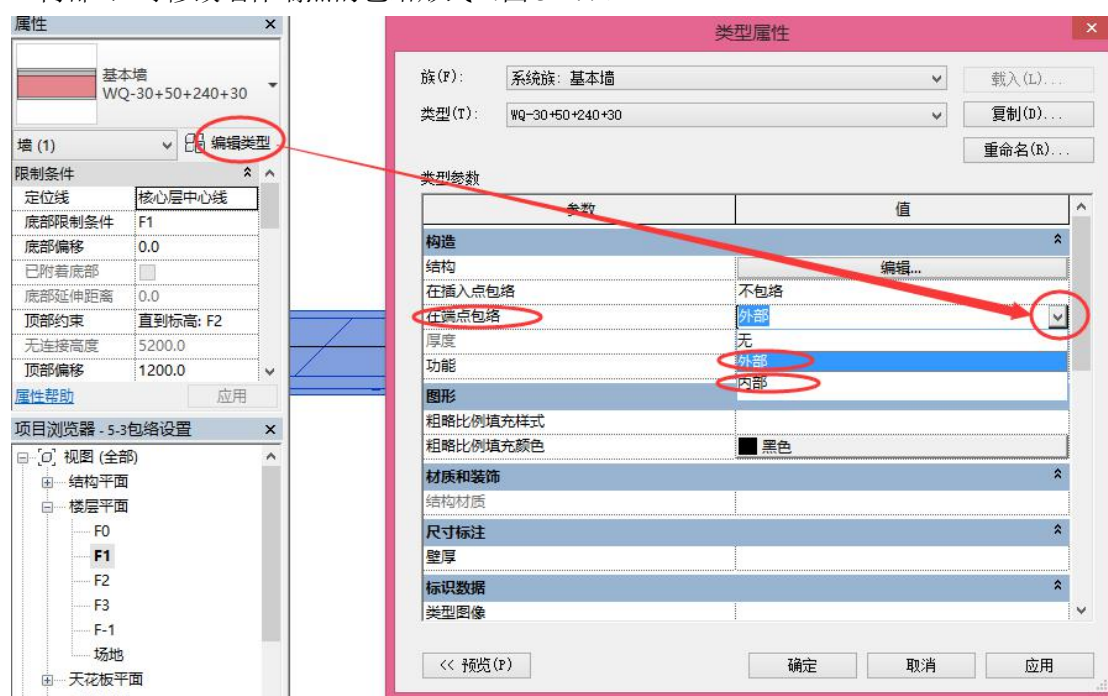 属性
基本墙
WQ-30+50+240+30
墙 (1)
编辑类型
限制条件
定位线 核心层中心线
底部限制条件 F1
底部偏移 0.0
已附着底部
底部延伸距离 0.0
顶部约束 直到标高: F2
无连接高度 5200.0
顶部偏移 1200.0
属性帮助 应用
项目浏览器 - 5-3包络设置
视图 (全部)
结构平面
楼层平面
F0
F1
F2
F3
F-1
场地
天花板平面
类型属性
族(F): 系统族: 基本墙 载入(L)...
类型(T): WQ-30+50+240+30 复制(D)...
重命名(R)...
类型参数
参数 值
构造
结构 编辑...
在插入点包络 不包络
在端点包络 外部
厚度 无
功能 外部
内部
图形
粗略比例填充样式
粗略比例填充颜色 黑色
材质和装饰
结构材质
尺寸标注
壁厚
标识数据
类型图像
<< 预览(P) 确定 取消 应用